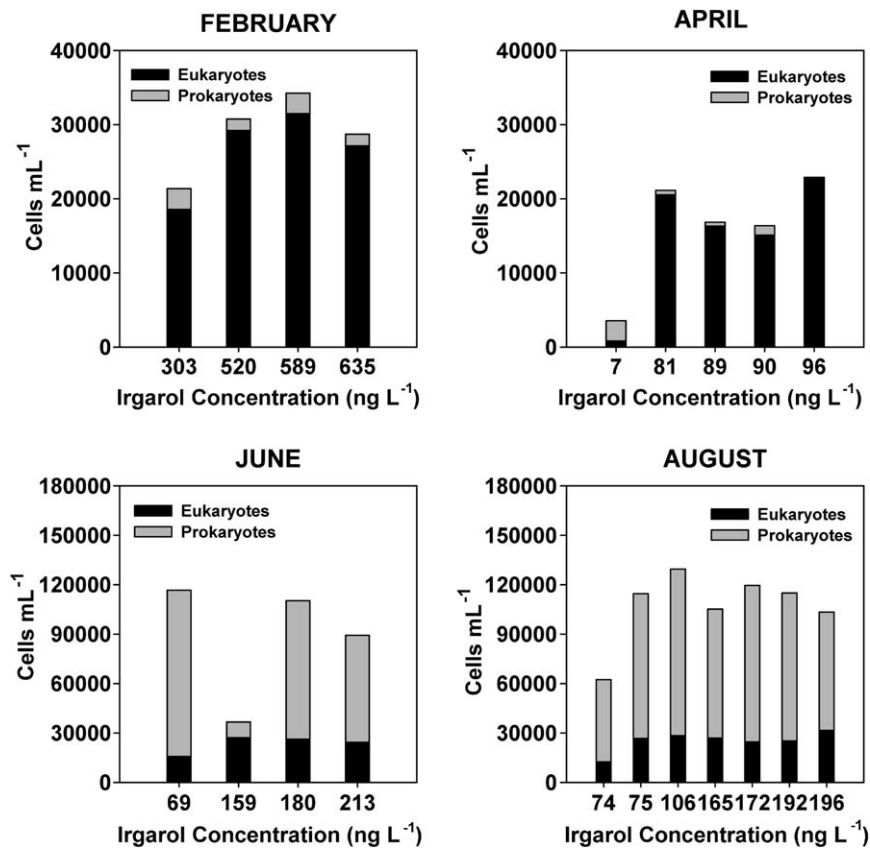 FEBRUARY
40000
30000
20000
10000
0
Cells mL⁻¹
Eukaryotes
Prokaryotes
303 520 589 635
Irgarol Concentration (ng L⁻¹)
APRIL
40000
30000
20000
10000
0
Cells mL⁻¹
Eukaryotes
Prokaryotes
7 81 89 90 96
Irgarol Concentration (ng L⁻¹)
JUNE
180000
150000
120000
90000
60000
30000
0
Cells mL⁻¹
Eukaryotes
Prokaryotes
69 159 180 213
Irgarol Concentration (ng L⁻¹)
AUGUST
180000
150000
120000
90000
60000
30000
0
Cells mL⁻¹
Eukaryotes
Prokaryotes
74 75 106 165 172 192 196
Irgarol Concentration (ng L⁻¹)